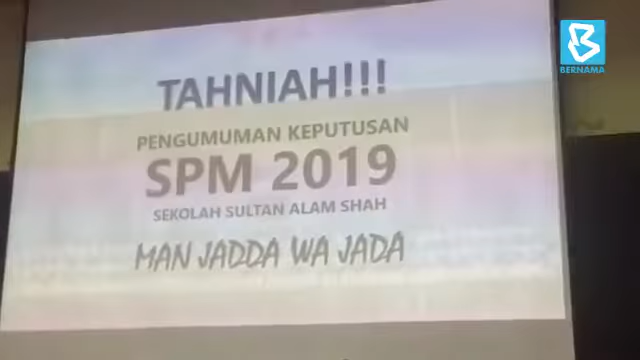 TAHNIAH!!!
PENGUMUMAN KEPUTUSAN
SPM 2019
SEKOLAH SULTAN ALAM SHAH
MAN JADDA WA JADA
BERNAMA